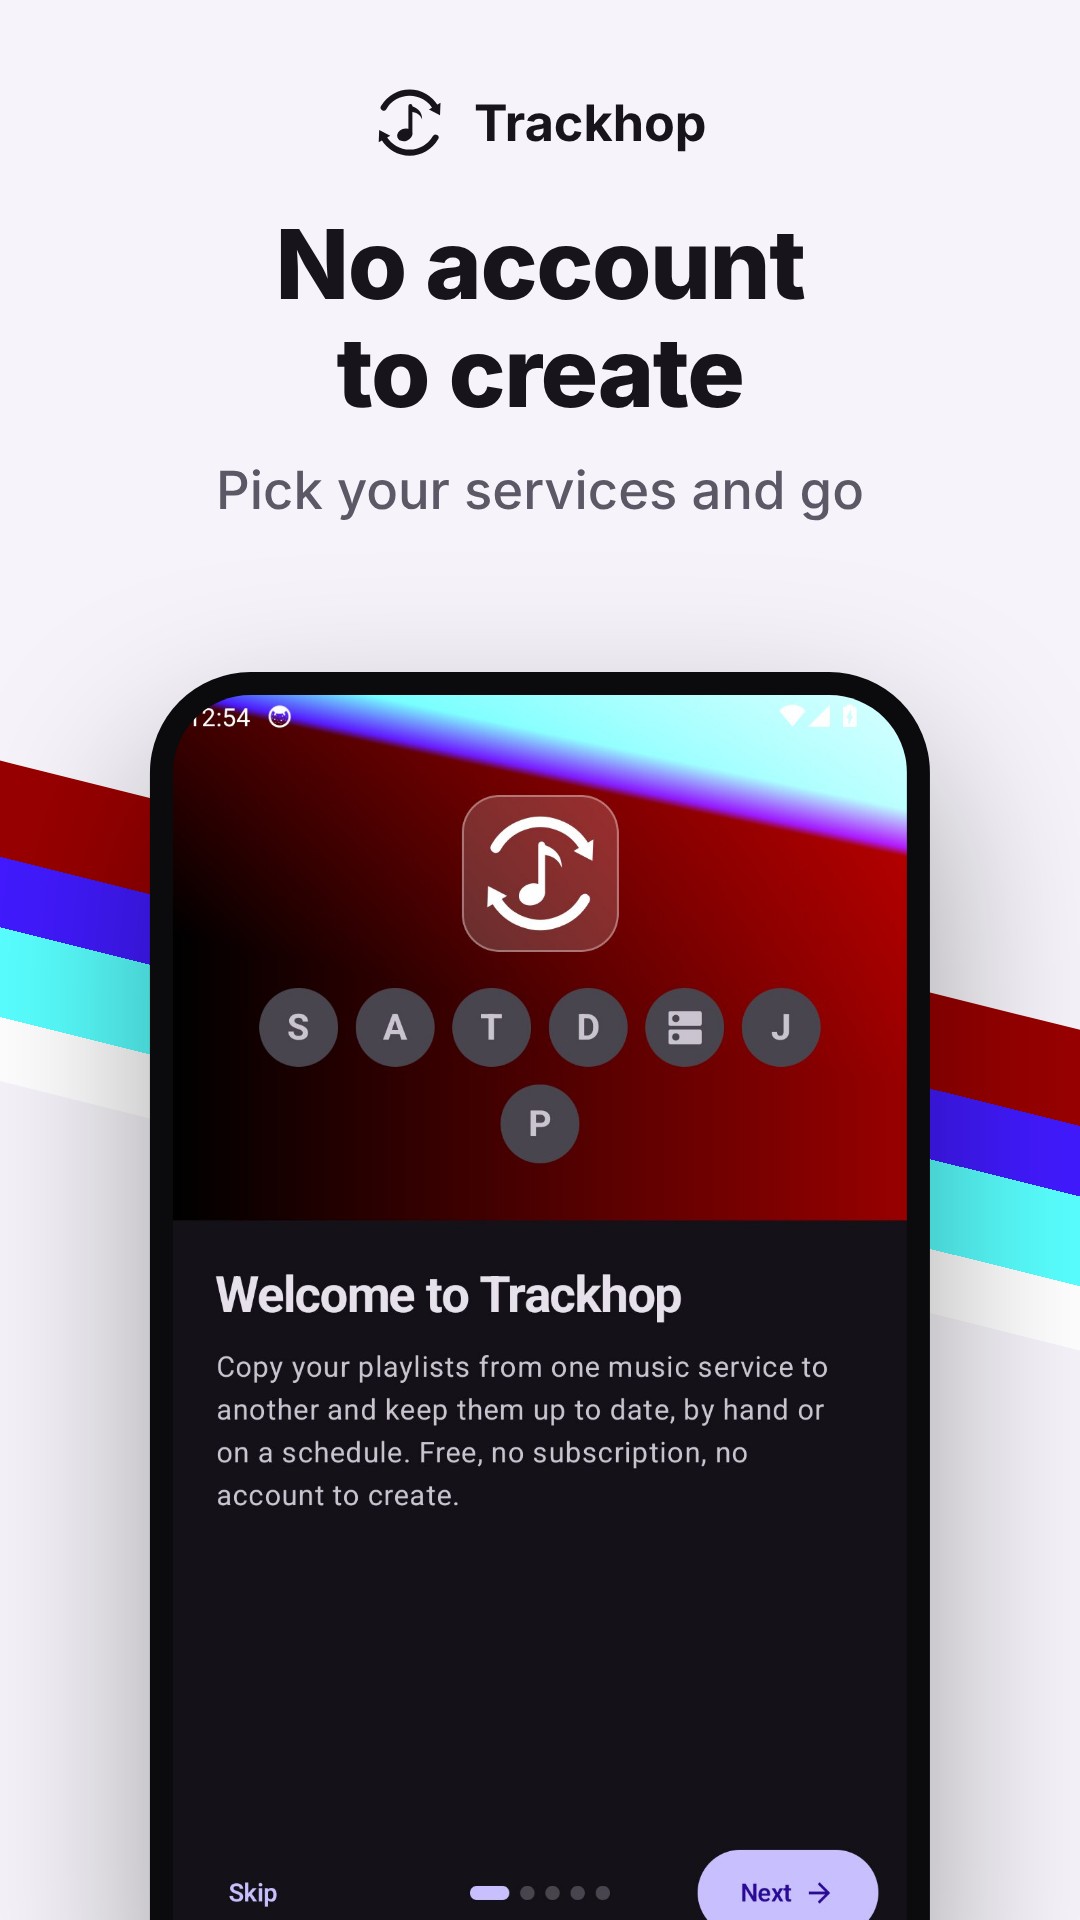 Trackhop
No account
to create
Pick your services and go
12:54
S A T D J
P
Welcome to Trackhop
Copy your playlists from one music service to
another and keep them up to date, by hand or
on a schedule. Free, no subscription, no
account to create.
Skip
Next